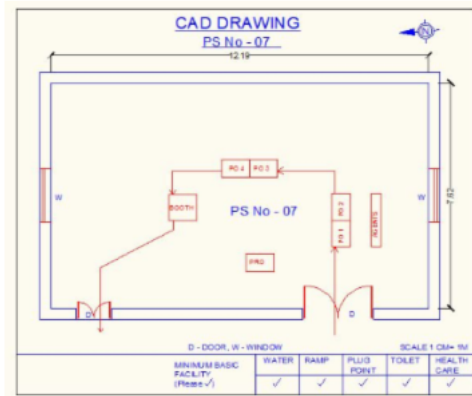 CAD DRAWING
PS No - 07
N
12.19
PO 4 PO 3
W
BOOTH
PS No - 07
PO 2
PO 1
AGENTS
W
7.62
PRO
D
D
D - DOOR, W - WINDOW
SCALE 1 CM= 1M
MINIMUM BASIC FACILITY (Please ✓)
WATER
RAMP
PLUG POINT
TOILET
HEALTH CARE
✓ ✓ ✓ ✓ ✓